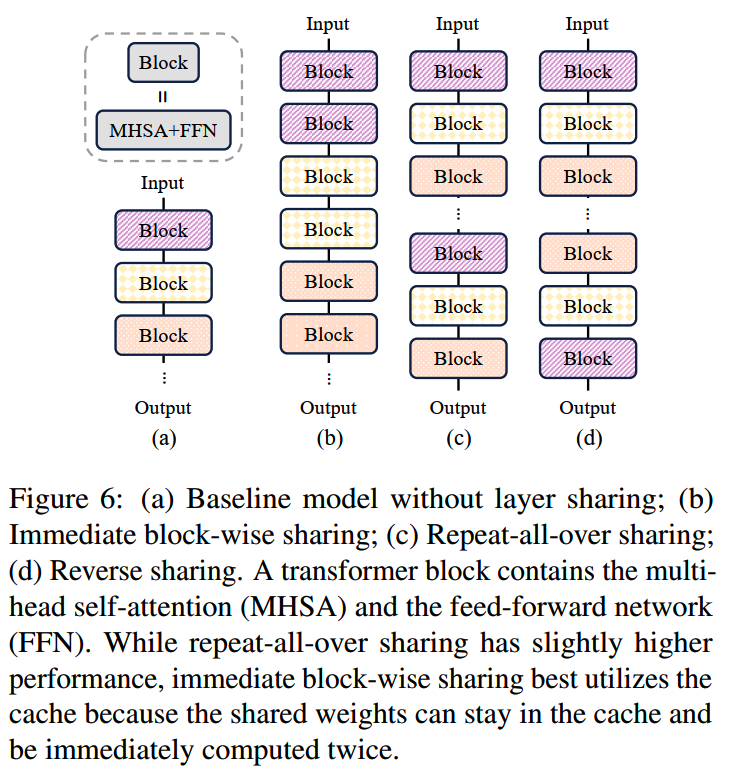 Block
=
MHSA+FFN
Input
Block
Block
Block
⋮
Output
(a)
Input
Block
Block
Block
Block
Block
Block
⋮
Output
(b)
Input
Block
Block
Block
⋮
Block
Block
Block
Output
(c)
Input
Block
Block
Block
⋮
Block
Block
Block
Output
(d)
Figure 6: (a) Baseline model without layer sharing; (b)
Immediate block-wise sharing; (c) Repeat-all-over sharing;
(d) Reverse sharing. A transformer block contains the multi-
head self-attention (MHSA) and the feed-forward network
(FFN). While repeat-all-over sharing has slightly higher
performance, immediate block-wise sharing best utilizes the
cache because the shared weights can stay in the cache and
be immediately computed twice.